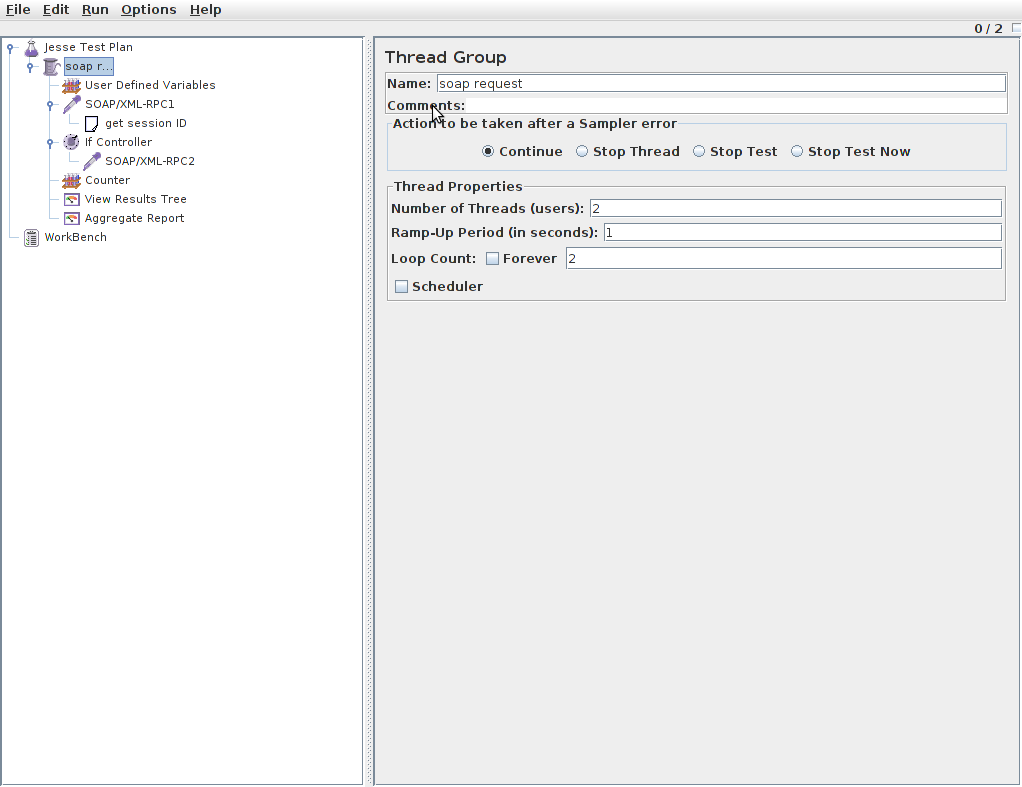 File Edit Run Options Help
0 / 2
Jesse Test Plan
soap r...
User Defined Variables
SOAP/XML-RPC1
get session ID
If Controller
SOAP/XML-RPC2
Counter
View Results Tree
Aggregate Report
WorkBench
Thread Group
Name: soap request
Comments:
Action to be taken after a Sampler error
Continue Stop Thread Stop Test Stop Test Now
Thread Properties
Number of Threads (users): 2
Ramp-Up Period (in seconds): 1
Loop Count: Forever 2
Scheduler